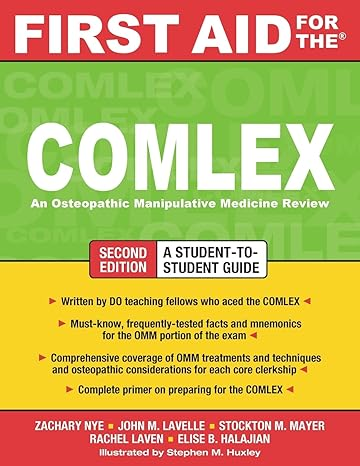 FIRST AID FOR THE®
COMLEX
An Osteopathic Manipulative Medicine Review
SECOND EDITION
A STUDENT-TO-STUDENT GUIDE
► Written by DO teaching fellows who aced the COMLEX ◄
► Must-know, frequently-tested facts and mnemonics
for the OMM portion of the exam ◄
► Comprehensive coverage of OMM treatments and techniques
and osteopathic considerations for each core clerkship ◄
► Complete primer on preparing for the COMLEX ◄
ZACHARY NYE ▪ JOHN M. LAVELLE ▪ STOCKTON M. MAYER
RACHEL LAVEN ▪ ELISE B. HALAJIAN
Illustrated by Stephen M. Huxley